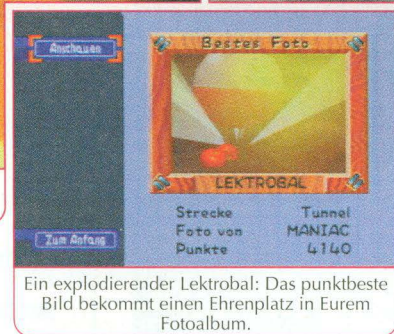 Anschauen
Bestes Foto
LEKTROBAL
Strecke Tunnel
Foto von MANIAC
Punkte 4140
Zum Anfang
Ein explodierender Lektrobal: Das punktbeste
Bild bekommt einen Ehrenplatz in Eurem
Fotoalbum.